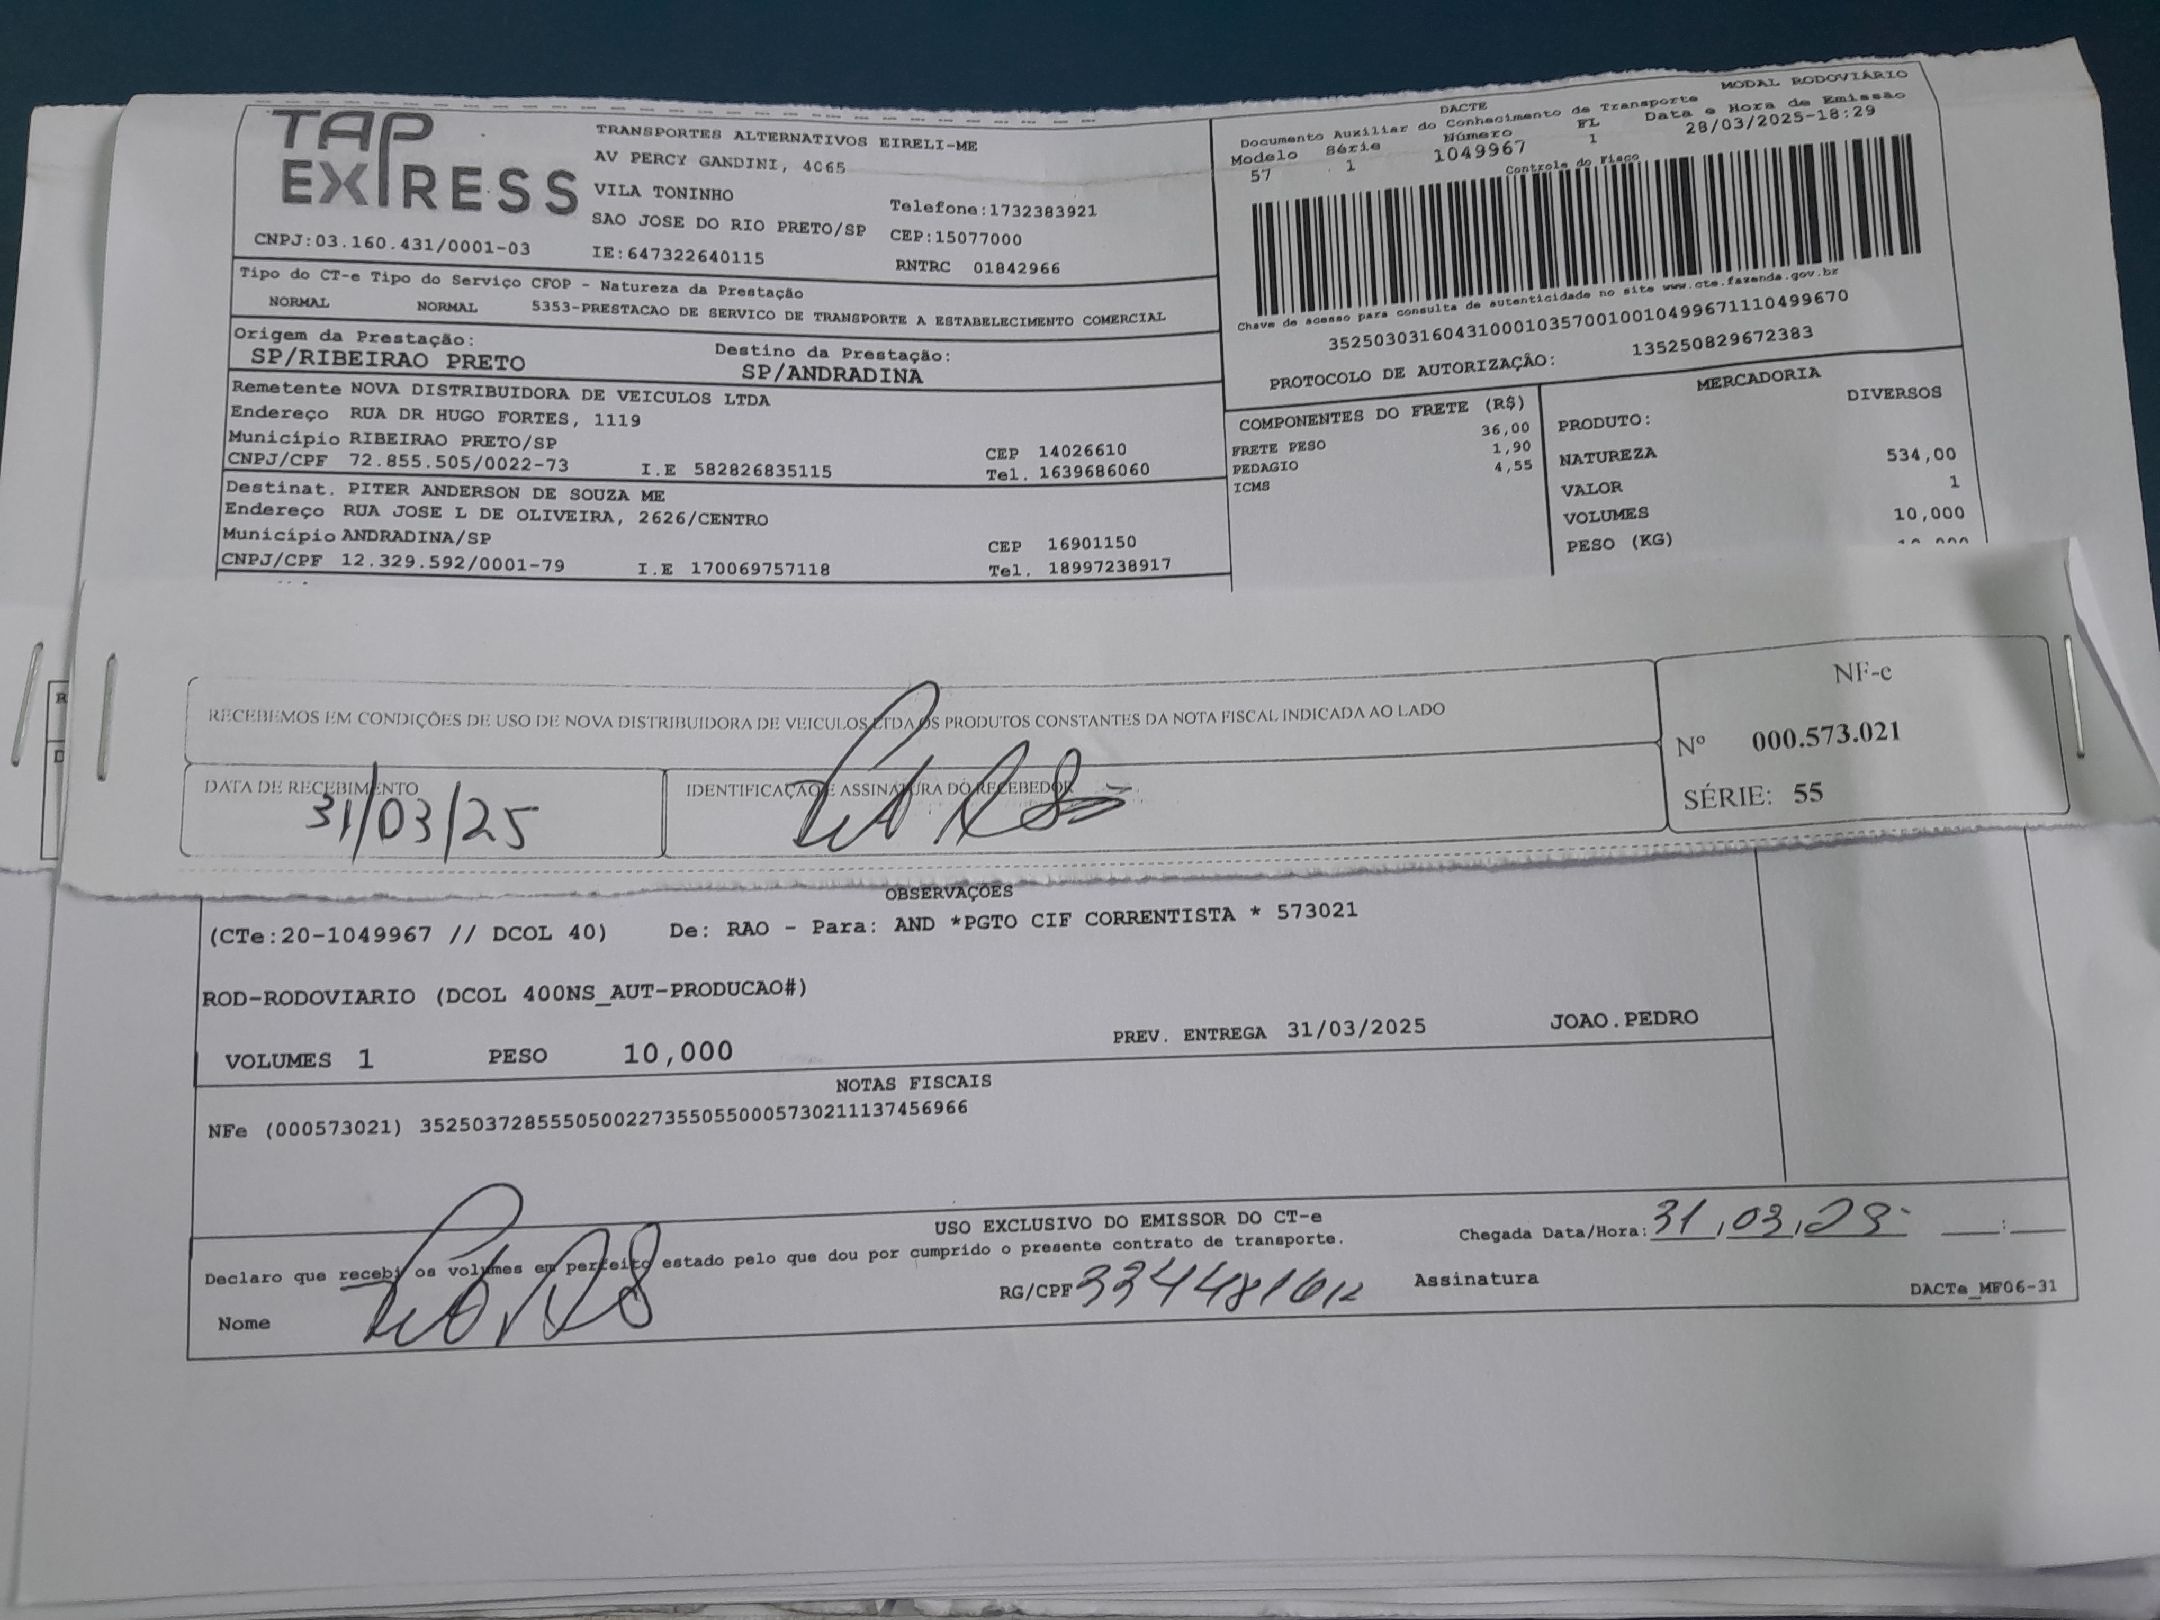 TAP EXPRESS
TRANSPORTES ALTERNATIVOS EIRELI-ME
AV PERCY GANDINI, 4065
VILA TONINHO
SAO JOSE DO RIO PRETO/SP
Telefone:1732383921
CEP:15077000
CNPJ:03.160.431/0001-03
IE:647322640115
RNTRC 01842966
MODAL RODOVIÁRIO
DACTE
Documento Auxiliar do Conhecimento de Transporte
Modelo Série Número FL Data e Hora de Emissão
57 1 1049967 1 28/03/2025-18:29
Controle do Fisco
Chave de acesso para consulta de autenticidade no site www.cte.fazenda.gov.br
35250303160431000103570010010499671110499670
PROTOCOLO DE AUTORIZAÇÃO: 135250829672383
Tipo do CT-e Tipo do Serviço CFOP - Natureza da Prestação
NORMAL NORMAL 5353-PRESTACAO DE SERVICO DE TRANSPORTE A ESTABELECIMENTO COMERCIAL
Origem da Prestação:
SP/RIBEIRAO PRETO
Destino da Prestação:
SP/ANDRADINA
Remetente NOVA DISTRIBUIDORA DE VEICULOS LTDA
Endereço RUA DR HUGO FORTES, 1119
Município RIBEIRAO PRETO/SP CEP 14026610
CNPJ/CPF 72.855.505/0022-73 I.E 582826835115 Tel. 1639686060
Destinat. PITER ANDERSON DE SOUZA ME
Endereço RUA JOSE L DE OLIVEIRA, 2626/CENTRO
Município ANDRADINA/SP CEP 16901150
CNPJ/CPF 12.329.592/0001-79 I.E 170069757118 Tel. 18997238917
COMPONENTES DO FRETE (R$)
FRETE PESO 36,00
PEDAGIO 1,90
ICMS 4,55
MERCADORIA
PRODUTO: DIVERSOS
NATUREZA
VALOR 534,00
VOLUMES 1
PESO (KG) 10,000
RECEBEMOS EM CONDIÇÕES DE USO DE NOVA DISTRIBUIDORA DE VEICULOS LTDA OS PRODUTOS CONSTANTES DA NOTA FISCAL INDICADA AO LADO
DATA DE RECEBIMENTO
31/03/25
IDENTIFICAÇÃO E ASSINATURA DO RECEBEDOR
NF-e
Nº 000.573.021
SÉRIE: 55
OBSERVAÇÕES
(CTe:20-1049967 // DCOL 40) De: RAO - Para: AND *PGTO CIF CORRENTISTA * 573021
ROD-RODOVIARIO (DCOL 400NS_AUT-PRODUCAO#)
VOLUMES 1 PESO 10,000 PREV. ENTREGA 31/03/2025 JOAO.PEDRO
NOTAS FISCAIS
NFe (000573021) 35250372855505002273550550005730211137456966
USO EXCLUSIVO DO EMISSOR DO CT-e
Declaro que recebi os volumes em perfeito estado pelo que dou por cumprido o presente contrato de transporte.
Chegada Data/Hora: 31,03,25
Nome
RG/CPF
Assinatura
DACTe_MF06-31